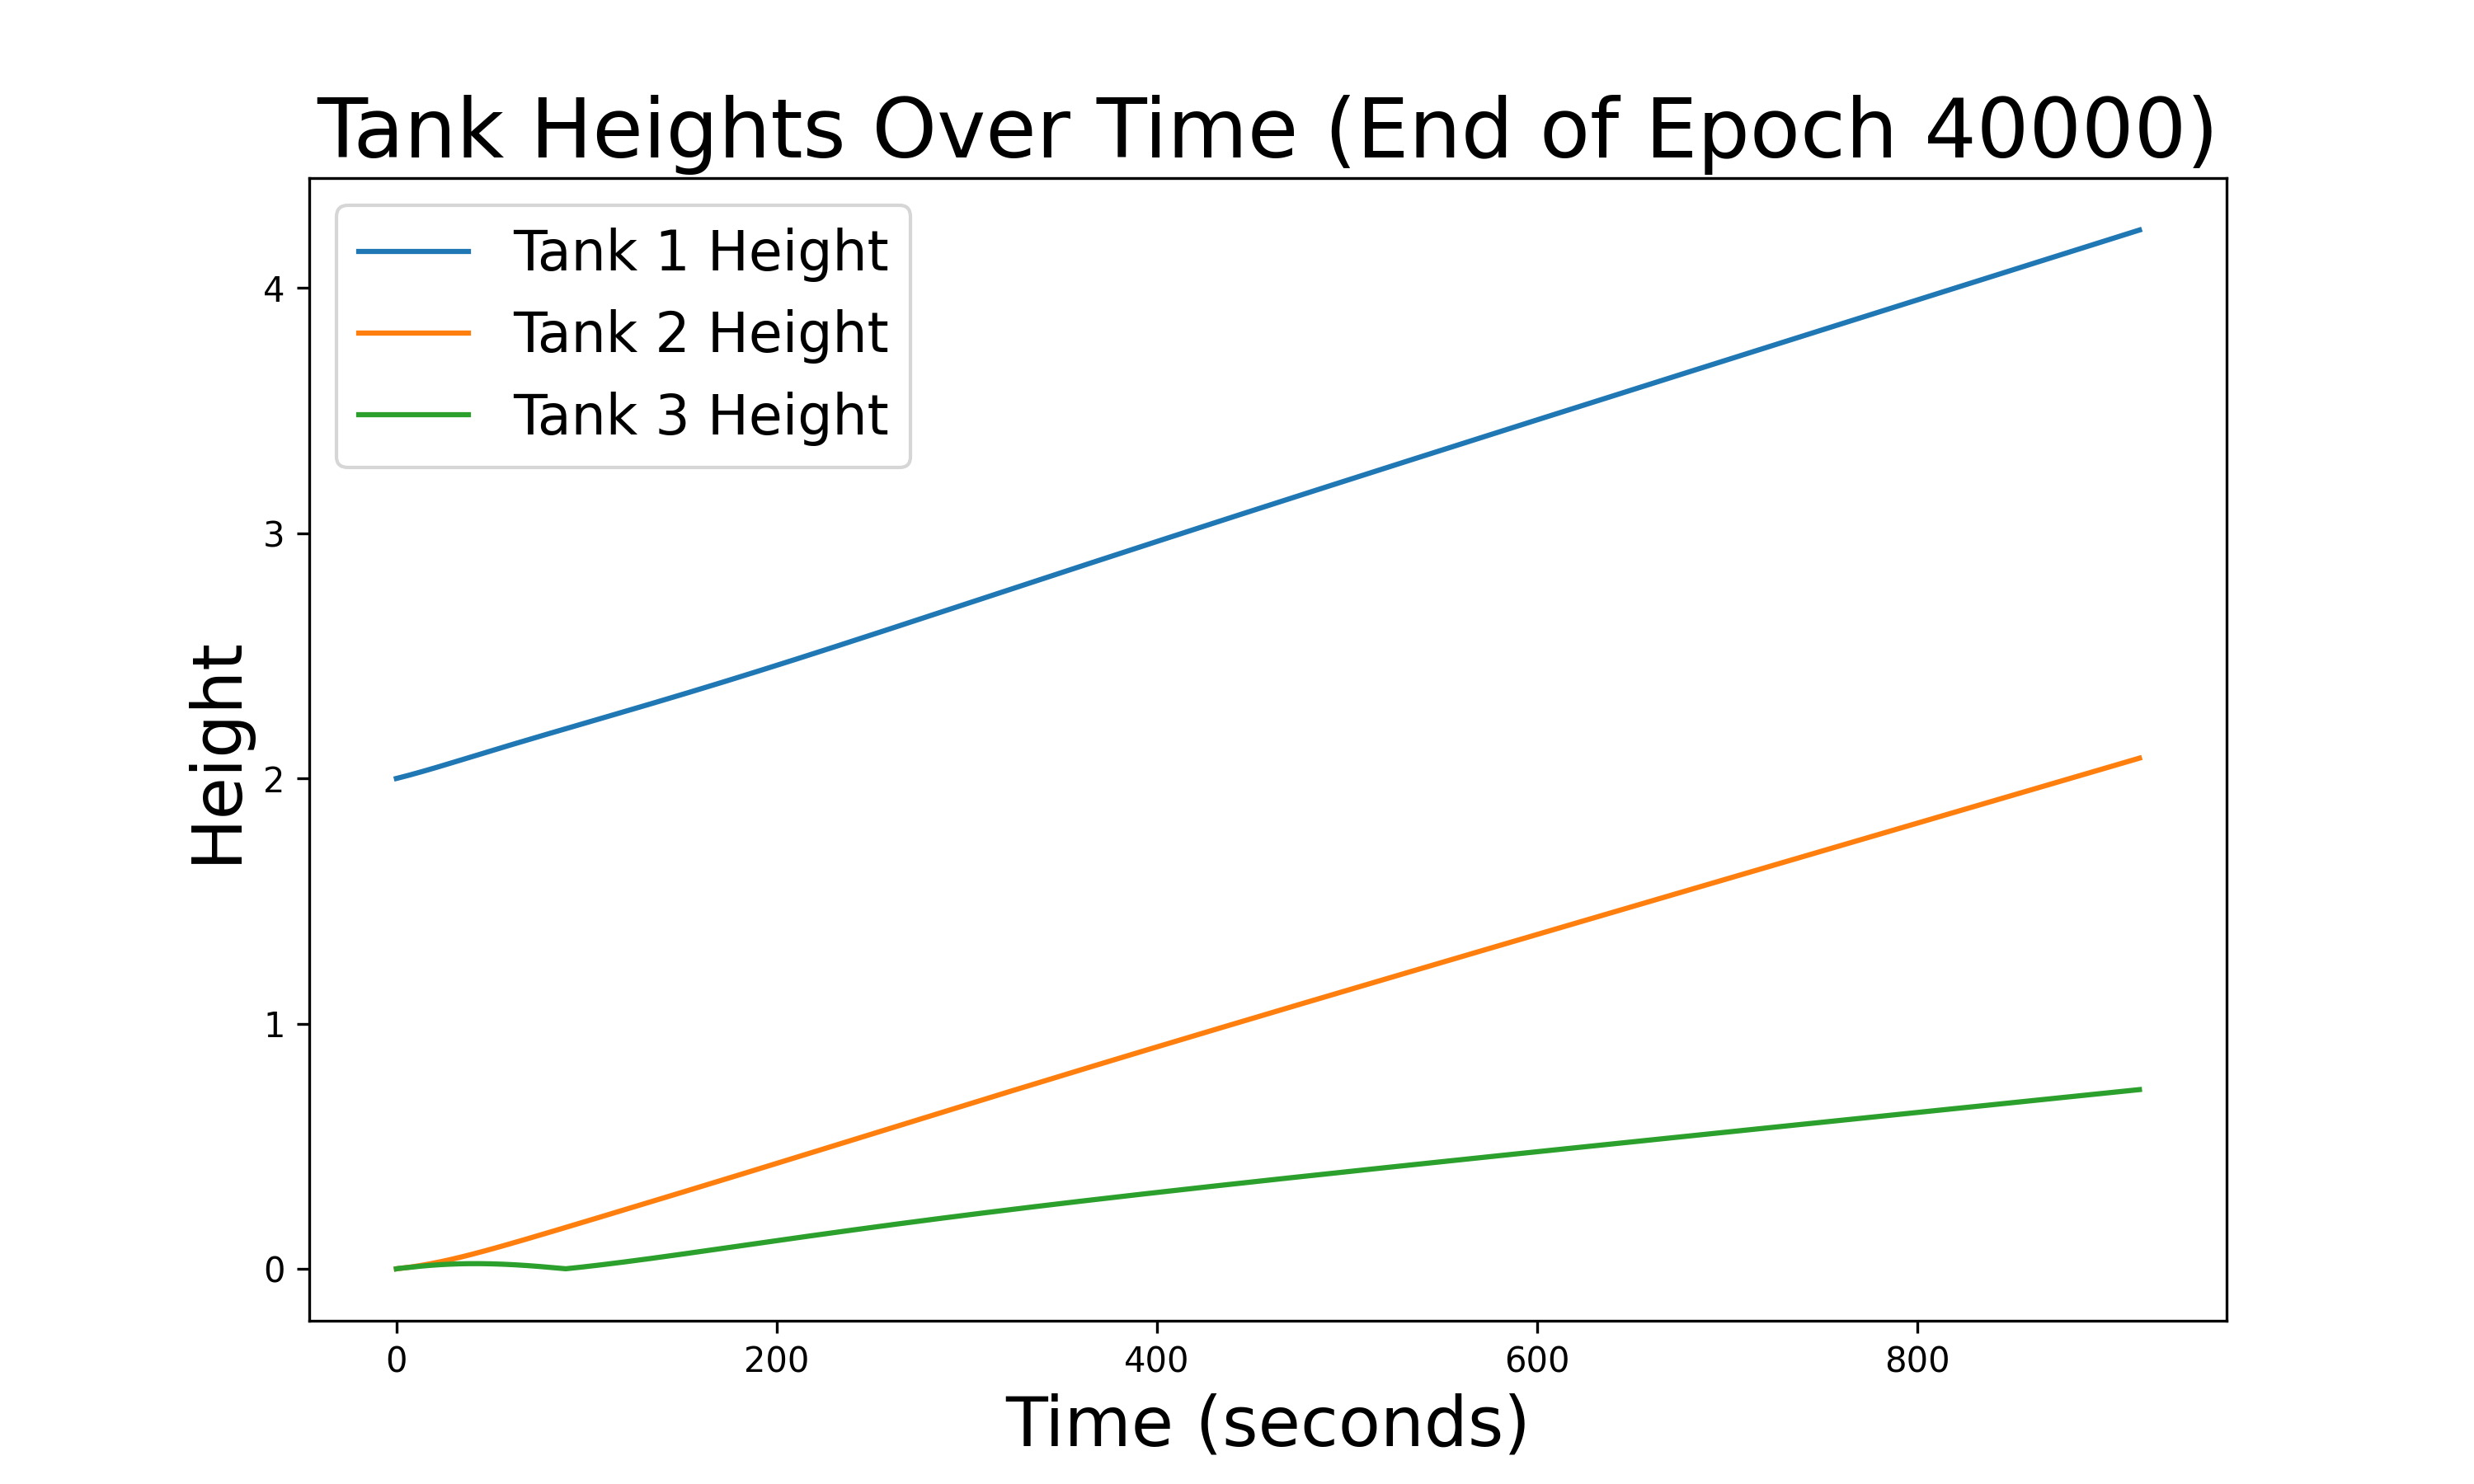 Tank Heights Over Time (End of Epoch 40000)
Tank 1 Height
Tank 2 Height
Tank 3 Height
Height
4
3
2
1
0
0 200 400 600 800
Time (seconds)